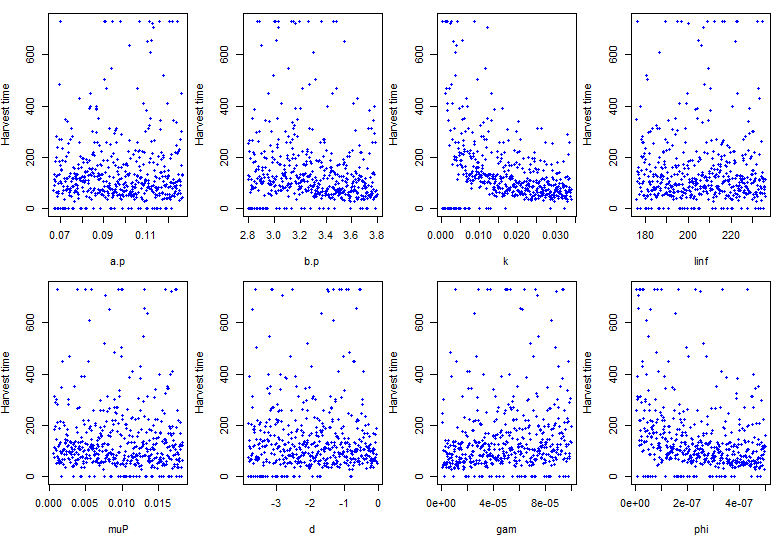 Harvest time
0 200 400 600
0.07 0.09 0.11
a.p
Harvest time
0 200 400 600
2.8 3.0 3.2 3.4 3.6 3.8
b.p
Harvest time
0 200 400 600
0.000 0.010 0.020 0.030
k
Harvest time
0 200 400 600
180 200 220
linf
Harvest time
0 200 400 600
0.000 0.005 0.010 0.015
muP
Harvest time
0 200 400 600
-3 -2 -1 0
d
Harvest time
0 200 400 600
0e+00 4e-05 8e-05
gam
Harvest time
0 200 400 600
0e+00 2e-07 4e-07
phi